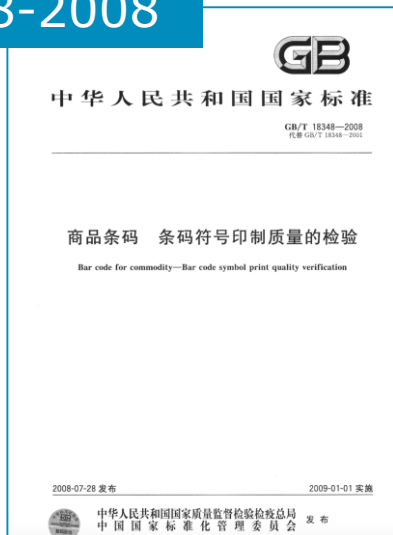 8-2008
GB
中华人民共和国国家标准
GB/T 18348—2008
代替 GB/T 18348—2001
商品条码 条码符号印制质量的检验
Bar code for commodity—Bar code symbol print quality verification
2008-07-28 发布
2009-01-01 实施
中华人民共和国国家质量监督检验检疫总局
中国国家标准化管理委员会
发布